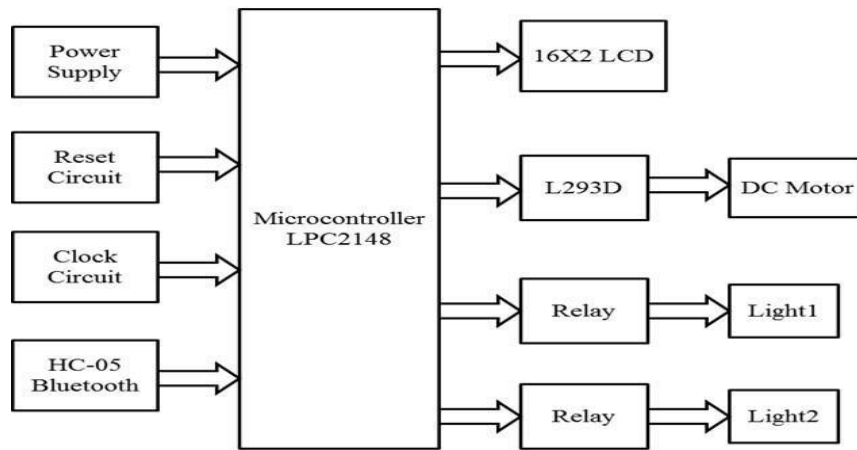 Power
Supply
Reset
Circuit
Clock
Circuit
HC-05
Bluetooth
Microcontroller
LPC2148
16X2 LCD
L293D
DC Motor
Relay
Light1
Relay
Light2